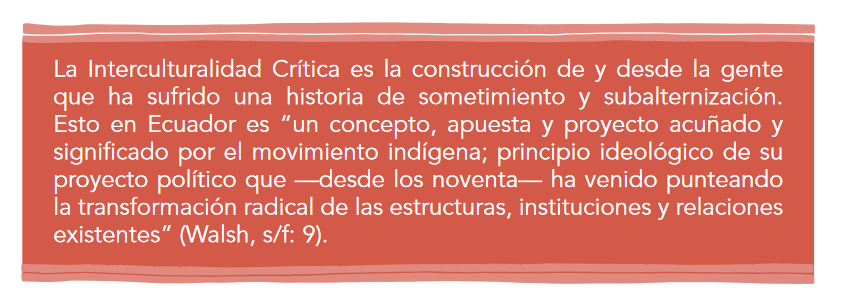 La Interculturalidad Crítica es la construcción de y desde la gente
que ha sufrido una historia de sometimiento y subalternización.
Esto en Ecuador es “un concepto, apuesta y proyecto acuñado y
significado por el movimiento indígena; principio ideológico de su
proyecto político que —desde los noventa— ha venido punteando
la transformación radical de las estructuras, instituciones y relaciones
existentes” (Walsh, s/f: 9).